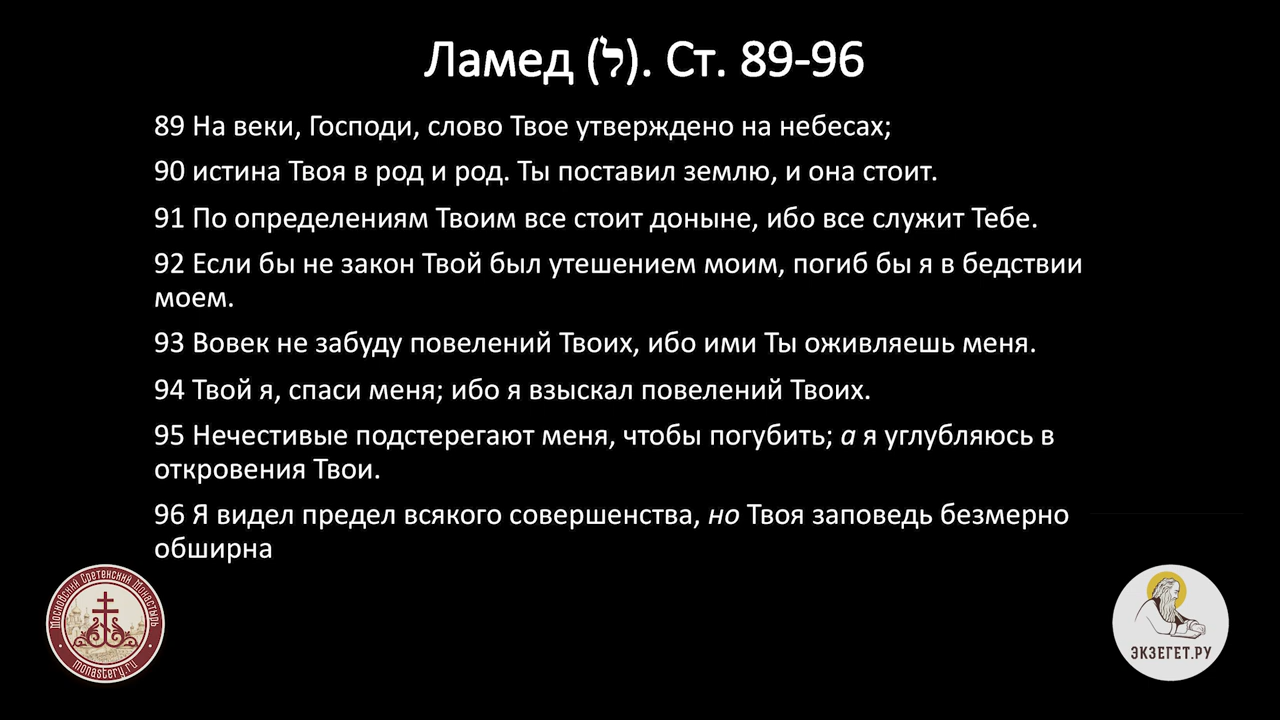 Ламед (ל). Ст. 89-96
89 На веки, Господи, слово Твое утверждено на небесах;
90 истина Твоя в род и род. Ты поставил землю, и она стоит.
91 По определениям Твоим все стоит доныне, ибо все служит Тебе.
92 Если бы не закон Твой был утешением моим, погиб бы я в бедствии
моем.
93 Вовек не забуду повелений Твоих, ибо ими Ты оживляешь меня.
94 Твой я, спаси меня; ибо я взыскал повелений Твоих.
95 Нечестивые подстерегают меня, чтобы погубить; а я углубляюсь в
откровения Твои.
96 Я видел предел всякого совершенства, но Твоя заповедь безмерно
обширна
Московский Сретенский Монастырь
monastery.ru
ЭКЗЕГЕТ.РУ